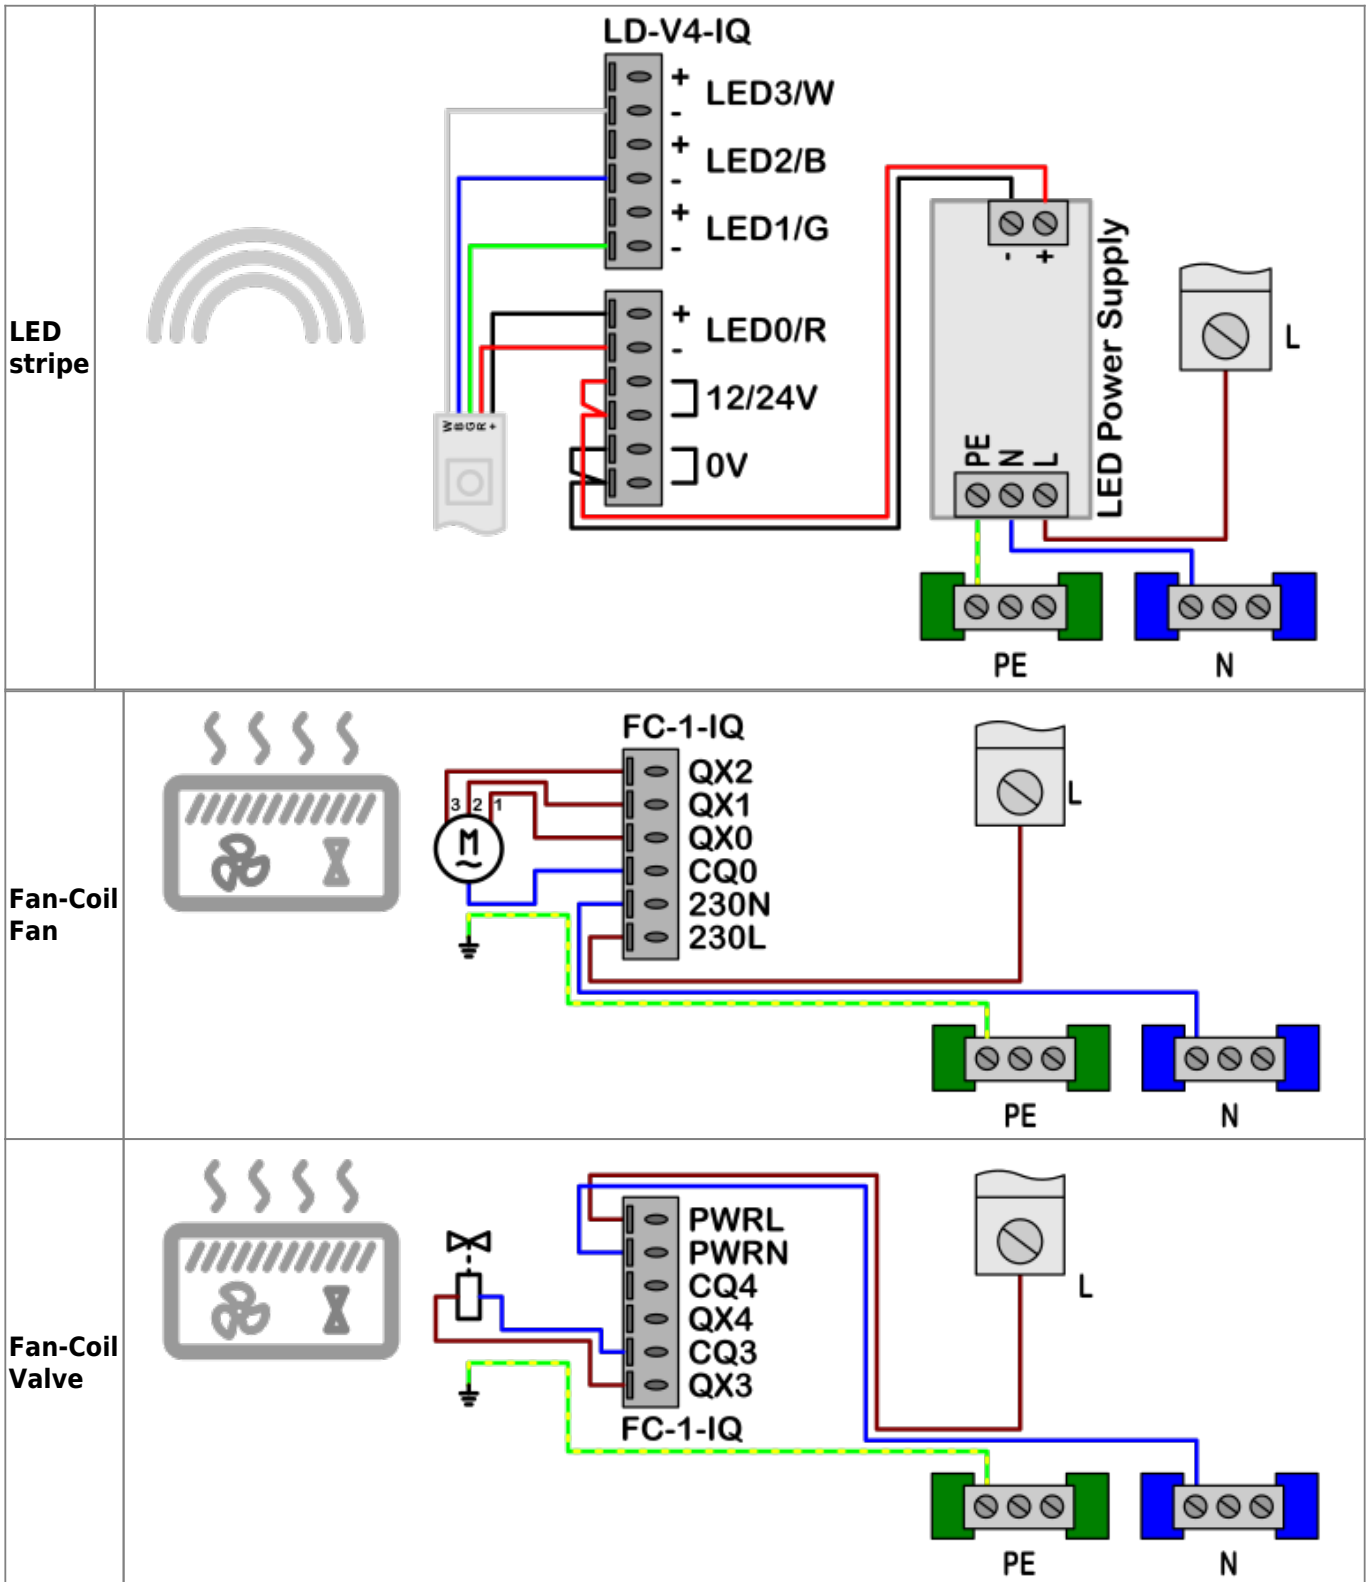 LD-V4-IQ
+
LED3/W
-
+
LED2/B
-
+
LED1/G
-
+
LED0/R
-
12/24V
0V
W
B
G
R
+
- +
LED Power Supply
PE N L
L
PE
N
LED
stripe
FC-1-IQ
QX2
QX1
QX0
CQ0
230N
230L
3 2 1
M
~
L
PE
N
Fan-Coil
Fan
PWRL
PWRN
CQ4
QX4
CQ3
QX3
FC-1-IQ
L
PE
N
Fan-Coil
Valve